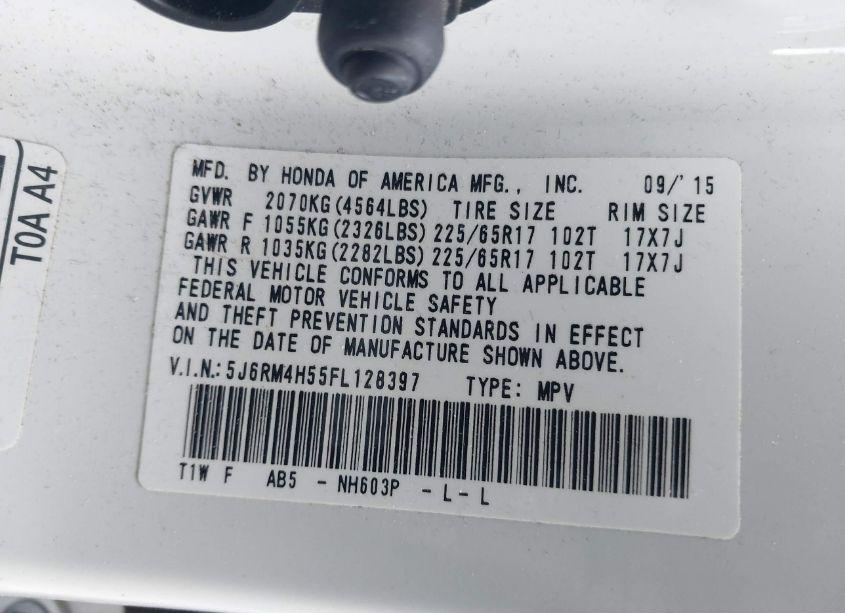 MFD. BY HONDA OF AMERICA MFG., INC. 09/'15
GVWR 2070KG(4564LBS) TIRE SIZE RIM SIZE
GAWR F 1055KG(2326LBS) 225/65R17 102T 17X7J
GAWR R 1035KG(2282LBS) 225/65R17 102T 17X7J
THIS VEHICLE CONFORMS TO ALL APPLICABLE
FEDERAL MOTOR VEHICLE SAFETY
AND THEFT PREVENTION STANDARDS IN EFFECT
ON THE DATE OF MANUFACTURE SHOWN ABOVE.
V.I.N.: 5J6RM4H55FL128397 TYPE: MPV
T1W F AB5 - NH603P - L - L
T0A A4